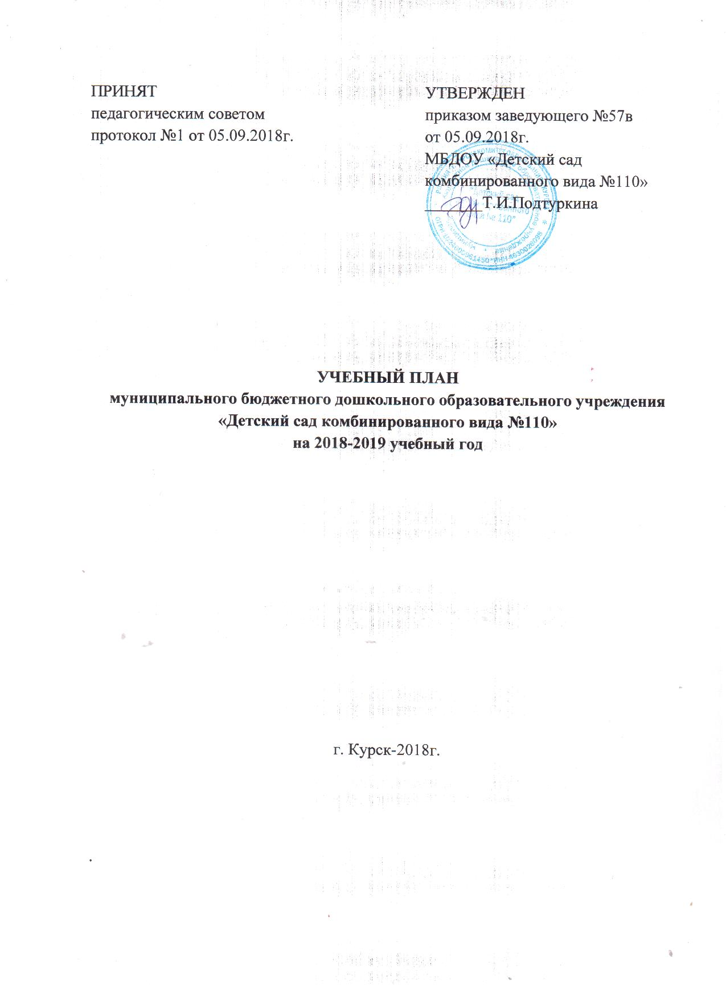 ПРИНЯТ
педагогическим советом
протокол №1 от 05.09.2018г.
УТВЕРЖДЕН
приказом заведующего №57в
от 05.09.2018г.
МБДОУ «Детский сад
комбинированного вида №110»
Т.И.Подтуркина
№ 110"
УЧЕБНЫЙ ПЛАН
муниципального бюджетного дошкольного образовательного учреждения
«Детский сад комбинированного вида №110»
на 2018-2019 учебный год
г. Курск-2018г.